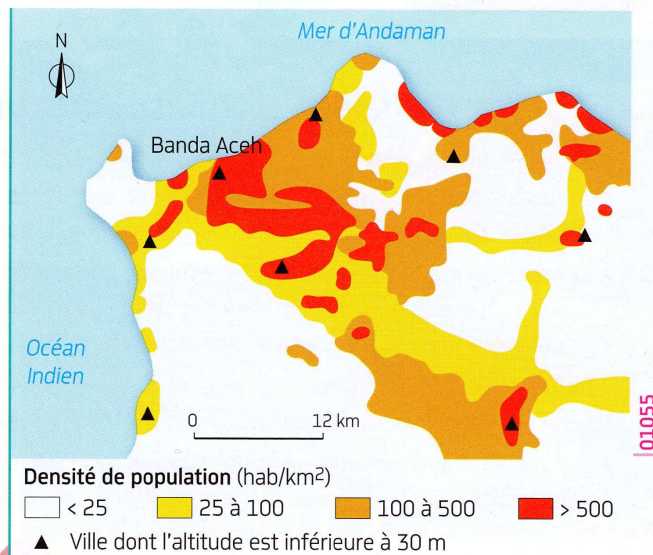 Mer d'Andaman
N
Banda Aceh
Océan
Indien
0 12 km
01055
Densité de population (hab/km²)
< 25 25 à 100 100 à 500 > 500
▲ Ville dont l'altitude est inférieure à 30 m